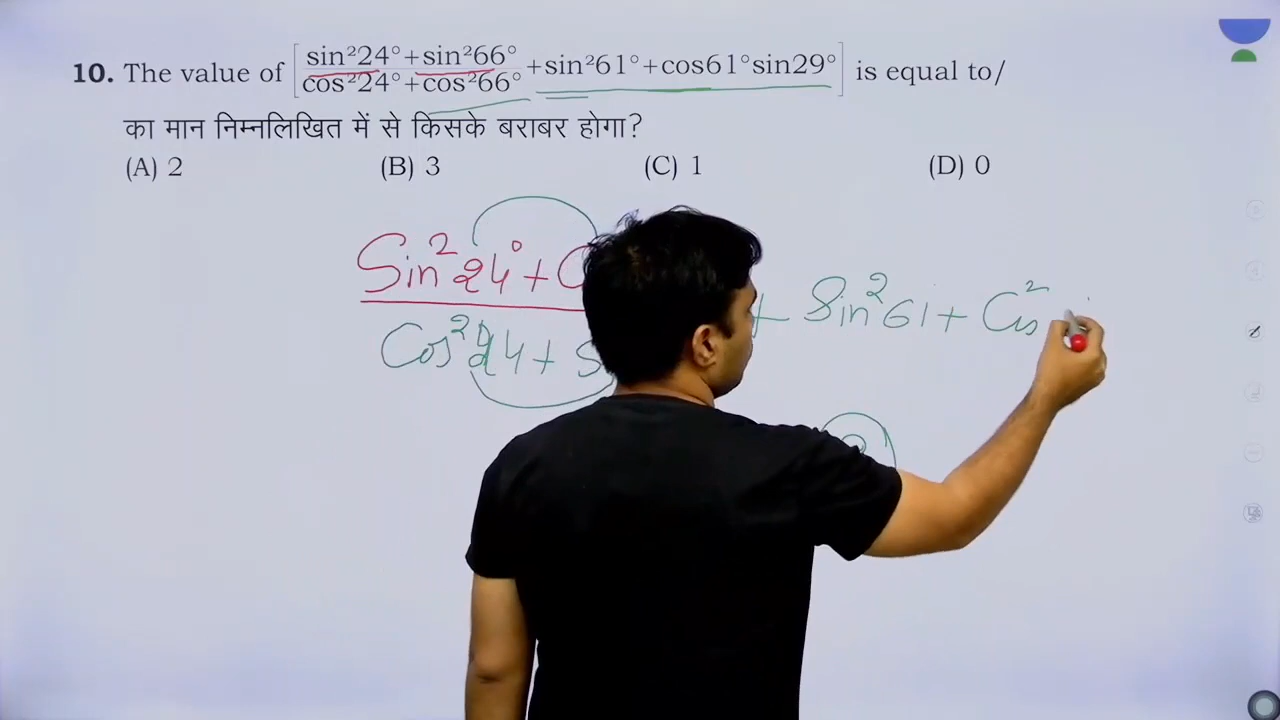 10. The value of [sin²24°+sin²66° / cos²24°+cos²66° +sin²61°+cos61°sin29°] is equal to/
का मान निम्नलिखित में से किसके बराबर होगा?
(A) 2 (B) 3 (C) 1 (D) 0
Sin²24°+ + Sin²61+ Cos²
Cos²24+ S